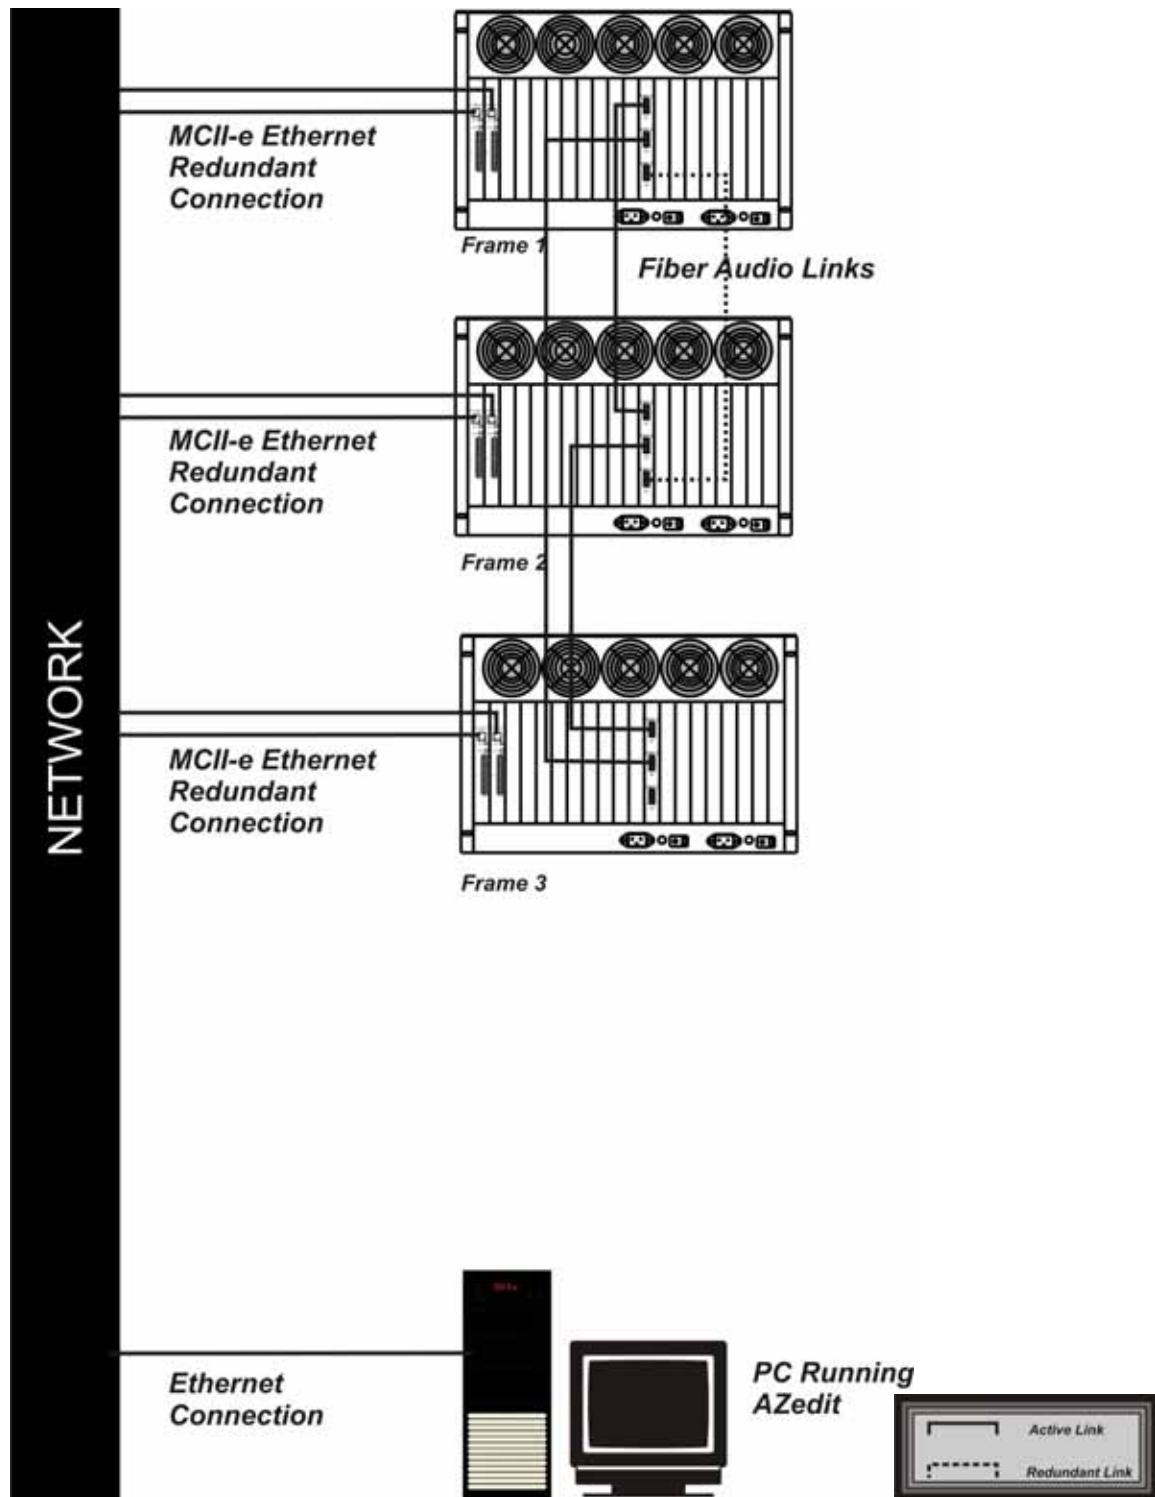 MCII-e Ethernet
Redundant
Connection
Frame 1
Fiber Audio Links
MCII-e Ethernet
Redundant
Connection
Frame 2
NETWORK
MCII-e Ethernet
Redundant
Connection
Frame 3
Ethernet
Connection
PC Running
AZedit
Active Link
Redundant Link